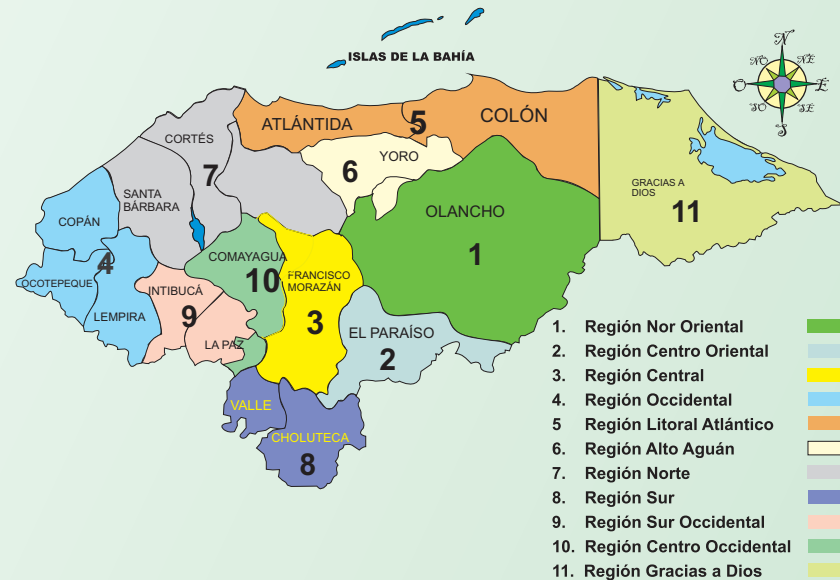 ISLAS DE LA BAHÍA
N
NO
NE
O
E
SO
SE
S
ATLÁNTIDA
5
COLÓN
CORTÉS
7
YORO
6
SANTA
BÁRBARA
GRACIAS A
DIOS
11
COPÁN
OLANCHO
1
4
OCOTEPEQUE
LEMPIRA
COMAYAGUA
10
FRANCISCO
MORAZÁN
3
INTIBUCÁ
9
LA PAZ
EL PARAÍSO
2
VALLE
CHOLUTECA
8
1. Región Nor Oriental
2. Región Centro Oriental
3. Región Central
4. Región Occidental
5 Región Litoral Atlántico
6. Región Alto Aguán
7. Región Norte
8. Región Sur
9. Región Sur Occidental
10. Región Centro Occidental
11. Región Gracias a Dios